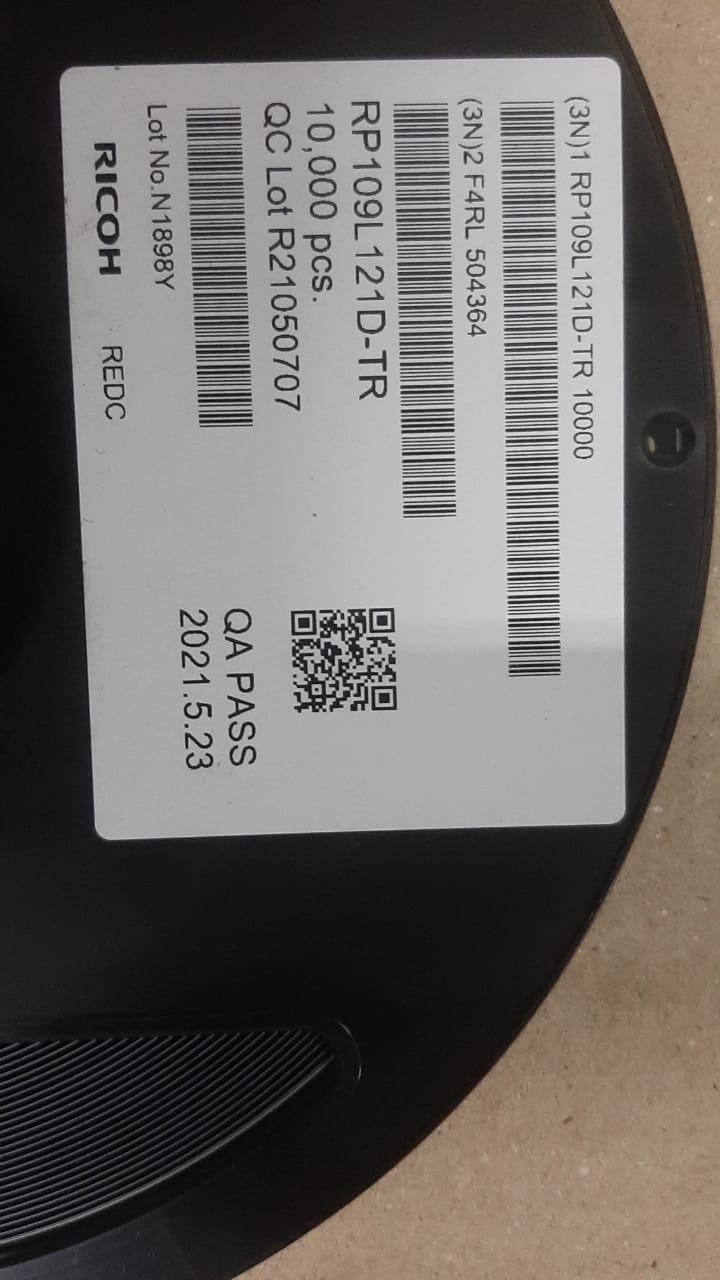 (3N)1 RP109L121D-TR 10000
(3N)2 F4RL 504364
RP109L121D-TR
10,000 pcs.
QC Lot R21050707
QA PASS
2021.5.23
Lot No.N1898Y
RICOH REDC